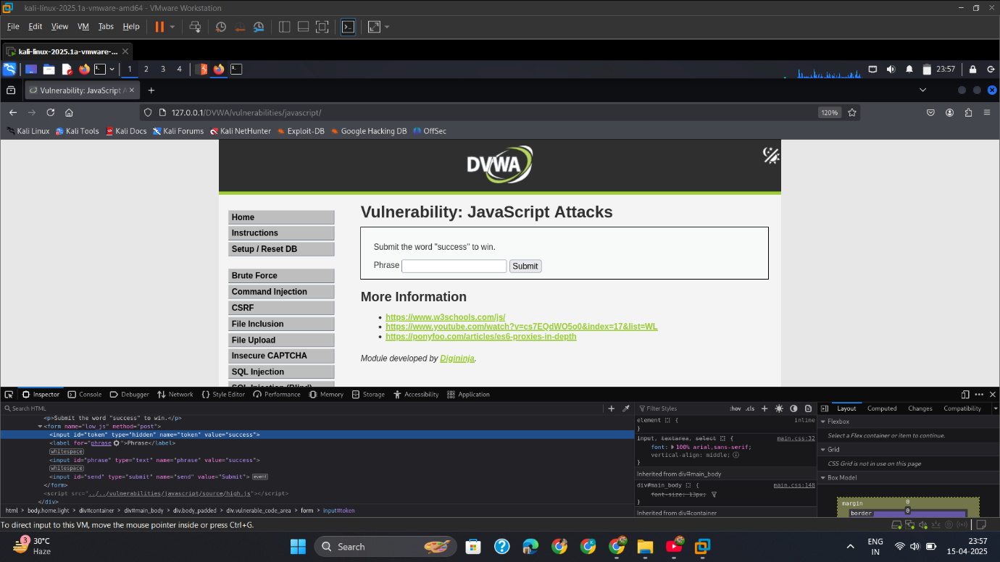 kali-linux-2025.1a-vmware-amd64 - VMware Workstation
File Edit View VM Tabs Help
kali-linux-2025.1a-vmware-...
1 2 3 4 23:57
Vulnerability: JavaScript A
127.0.0.1/DVWA/vulnerabilities/javascript/ 120%
Kali Linux Kali Tools Kali Docs Kali Forums Kali NetHunter Exploit-DB Google Hacking DB OffSec
DVWA
Home
Instructions
Setup / Reset DB
Brute Force
Command Injection
CSRF
File Inclusion
File Upload
Insecure CAPTCHA
SQL Injection
SQL Injection (Blind)
Vulnerability: JavaScript Attacks
Submit the word "success" to win.
Phrase Submit
More Information
https://www.w3schools.com/js/
https://www.youtube.com/watch?v=cs7EQdWO5o0&index=17&list=WL
https://ponyfoo.com/articles/es6-proxies-in-depth
Module developed by Digininja.
Inspector Console Debugger Network Style Editor Performance Memory Storage Accessibility Application
Search HTML
<p>Submit the word "success" to win.</p>
<form name="low_js" method="post">
<input id="token" type="hidden" name="token" value="success">
<label for="phrase">Phrase</label>
whitespace
<input id="phrase" type="text" name="phrase" value="success">
whitespace
<input id="send" type="submit" name="send" value="Submit"> event
</form>
<script src="../../vulnerabilities/javascript/source/high.js"></script>
</div>
html body.home.light div#container div#main_body div.body_padded div.vulnerable_code_area form input#token
Filter Styles :hov .cls
element { inline
}
input, textarea, select { main.css:32
font: 100% arial,sans-serif;
vertical-align: middle;
}
Inherited from div#main_body
div#main_body { main.css:148
font-size: 13px;
}
Inherited from div#container
Layout Computed Changes Compatibility
Flexbox
Select a Flex container or item to continue.
Grid
CSS Grid is not in use on this page
Box Model
margin 0
border 0
To direct input to this VM, move the mouse pointer inside or press Ctrl+G.
3
30°C
Haze
Search
ENG
IN
23:57
15-04-2025